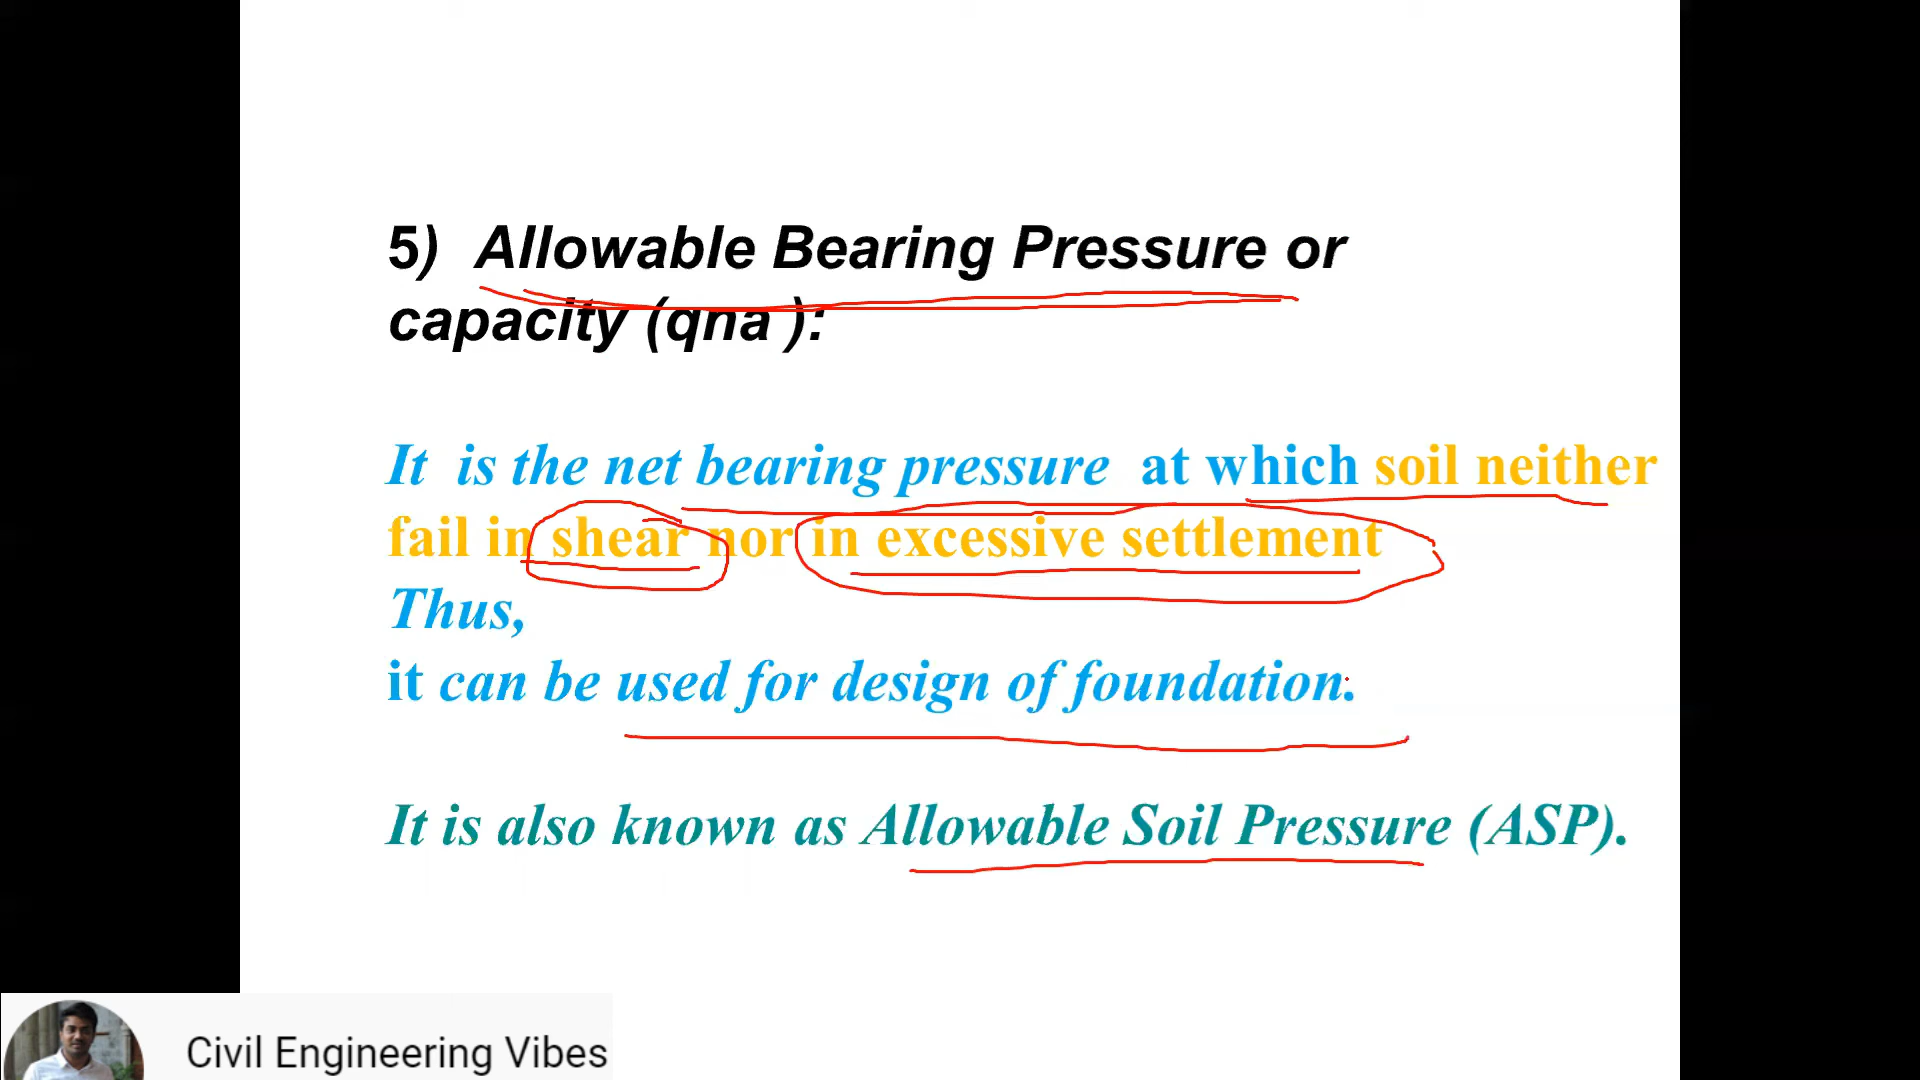 5) Allowable Bearing Pressure or
capacity (qna ):
It is the net bearing pressure at which soil neither
fail in shear nor in excessive settlement
Thus,
it can be used for design of foundation.
It is also known as Allowable Soil Pressure (ASP).
Civil Engineering Vibes